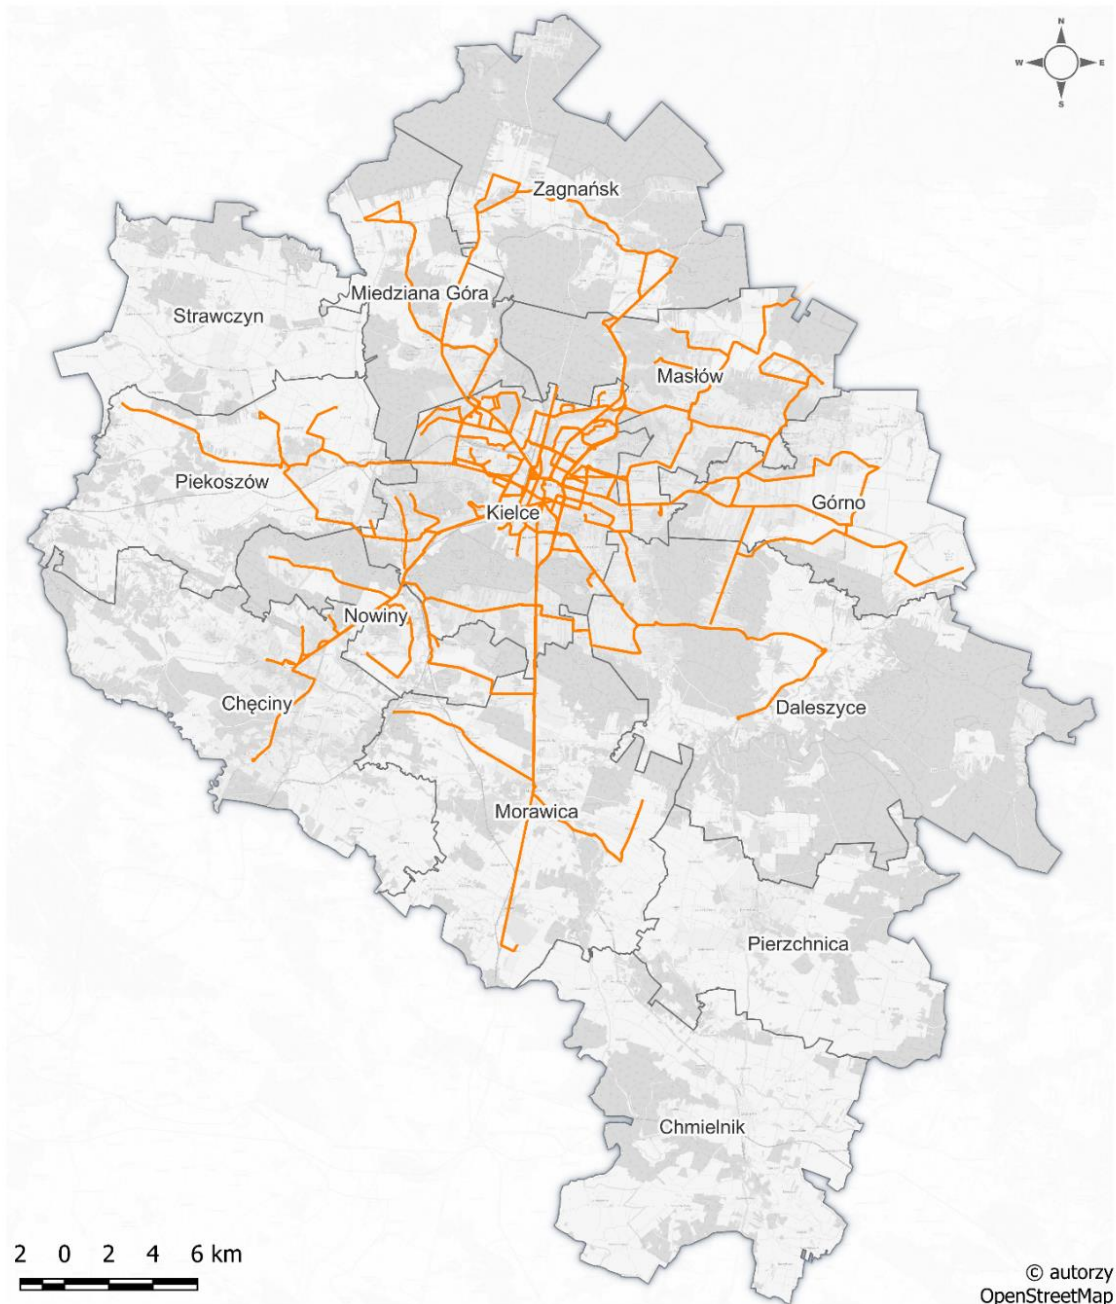 N
W E
S
Zagnańsk
Miedziana Góra
Strawczyn
Masłów
Piekoszów
Górno
Kielce
Nowiny
Chęciny
Daleszyce
Morawica
Pierzchnica
Chmielnik
2 0 2 4 6 km
© autorzy
OpenStreetMap